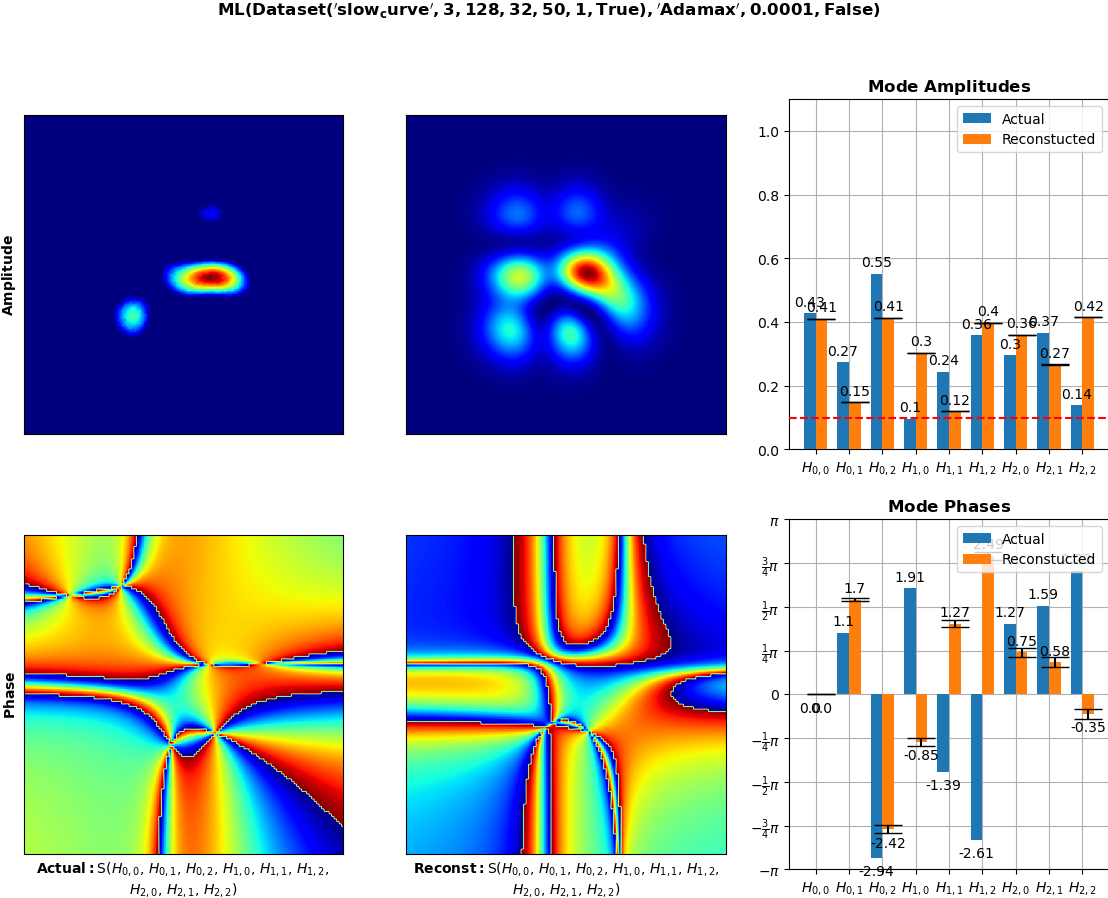 ML(Dataset('slow_curve', 3, 128, 32, 50, 1, True), 'Adamax', 0.0001, False)
Amplitude
Mode Amplitudes
Actual
Reconstucted
1.0
0.8
0.6
0.4
0.2
0.0
0.43
0.41
0.27
0.15
0.55
0.41
0.1
0.3
0.24
0.12
0.36
0.4
0.3
0.36
0.37
0.27
0.14
0.42
H0,0 H0,1 H0,2 H1,0 H1,1 H1,2 H2,0 H2,1 H2,2
Phase
Mode Phases
Actual
Reconstucted
π
3/4π
1/2π
1/4π
0
−1/4π
−1/2π
−3/4π
−π
0.0
0.0
1.1
1.7
-2.94
-2.42
1.91
-0.85
-1.39
1.27
-2.61
2.49
1.27
0.75
1.59
0.58
-0.35
H0,0 H0,1 H0,2 H1,0 H1,1 H1,2 H2,0 H2,1 H2,2
Actual: S(H0,0, H0,1, H0,2, H1,0, H1,1, H1,2,
H2,0, H2,1, H2,2)
Reconst: S(H0,0, H0,1, H0,2, H1,0, H1,1, H1,2,
H2,0, H2,1, H2,2)